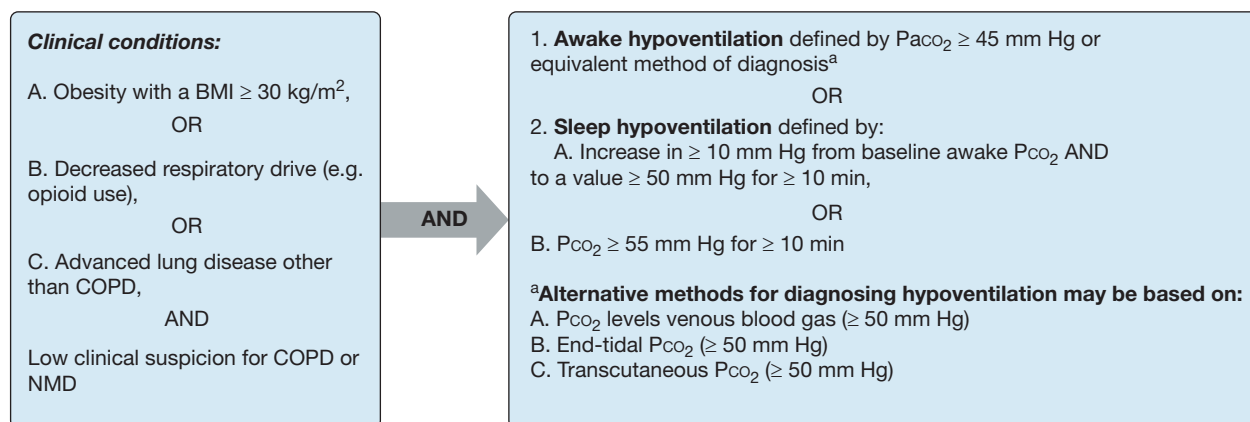 Clinical conditions:
A. Obesity with a BMI ≥ 30 kg/m²,
OR
B. Decreased respiratory drive (e.g.
opioid use),
OR
C. Advanced lung disease other
than COPD,
AND
Low clinical suspicion for COPD or
NMD
AND
1. Awake hypoventilation defined by PaCO₂ ≥ 45 mm Hg or
equivalent method of diagnosisᵃ
OR
2. Sleep hypoventilation defined by:
A. Increase in ≥ 10 mm Hg from baseline awake PCO₂ AND
to a value ≥ 50 mm Hg for ≥ 10 min,
OR
B. PCO₂ ≥ 55 mm Hg for ≥ 10 min
ᵃAlternative methods for diagnosing hypoventilation may be based on:
A. PCO₂ levels venous blood gas (≥ 50 mm Hg)
B. End-tidal PCO₂ (≥ 50 mm Hg)
C. Transcutaneous PCO₂ (≥ 50 mm Hg)